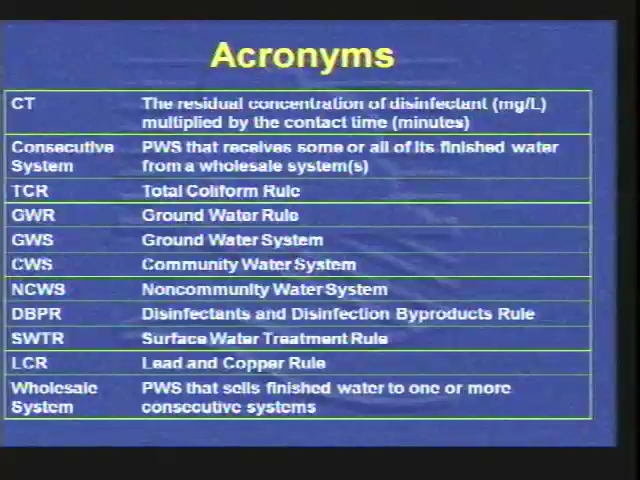 Acronyms
CT The residual concentration of disinfectant (mg/L)
multiplied by the contact time (minutes)
Consecutive PWS that receives some or all of its finished water
System from a wholesale system(s)
TCR Total Coliform Rule
GWR Ground Water Rule
GWS Ground Water System
CWS Community Water System
NCWS Noncommunity Water System
DBPR Disinfectants and Disinfection Byproducts Rule
SWTR Surface Water Treatment Rule
LCR Lead and Copper Rule
Wholesale PWS that sells finished water to one or more
System consecutive systems